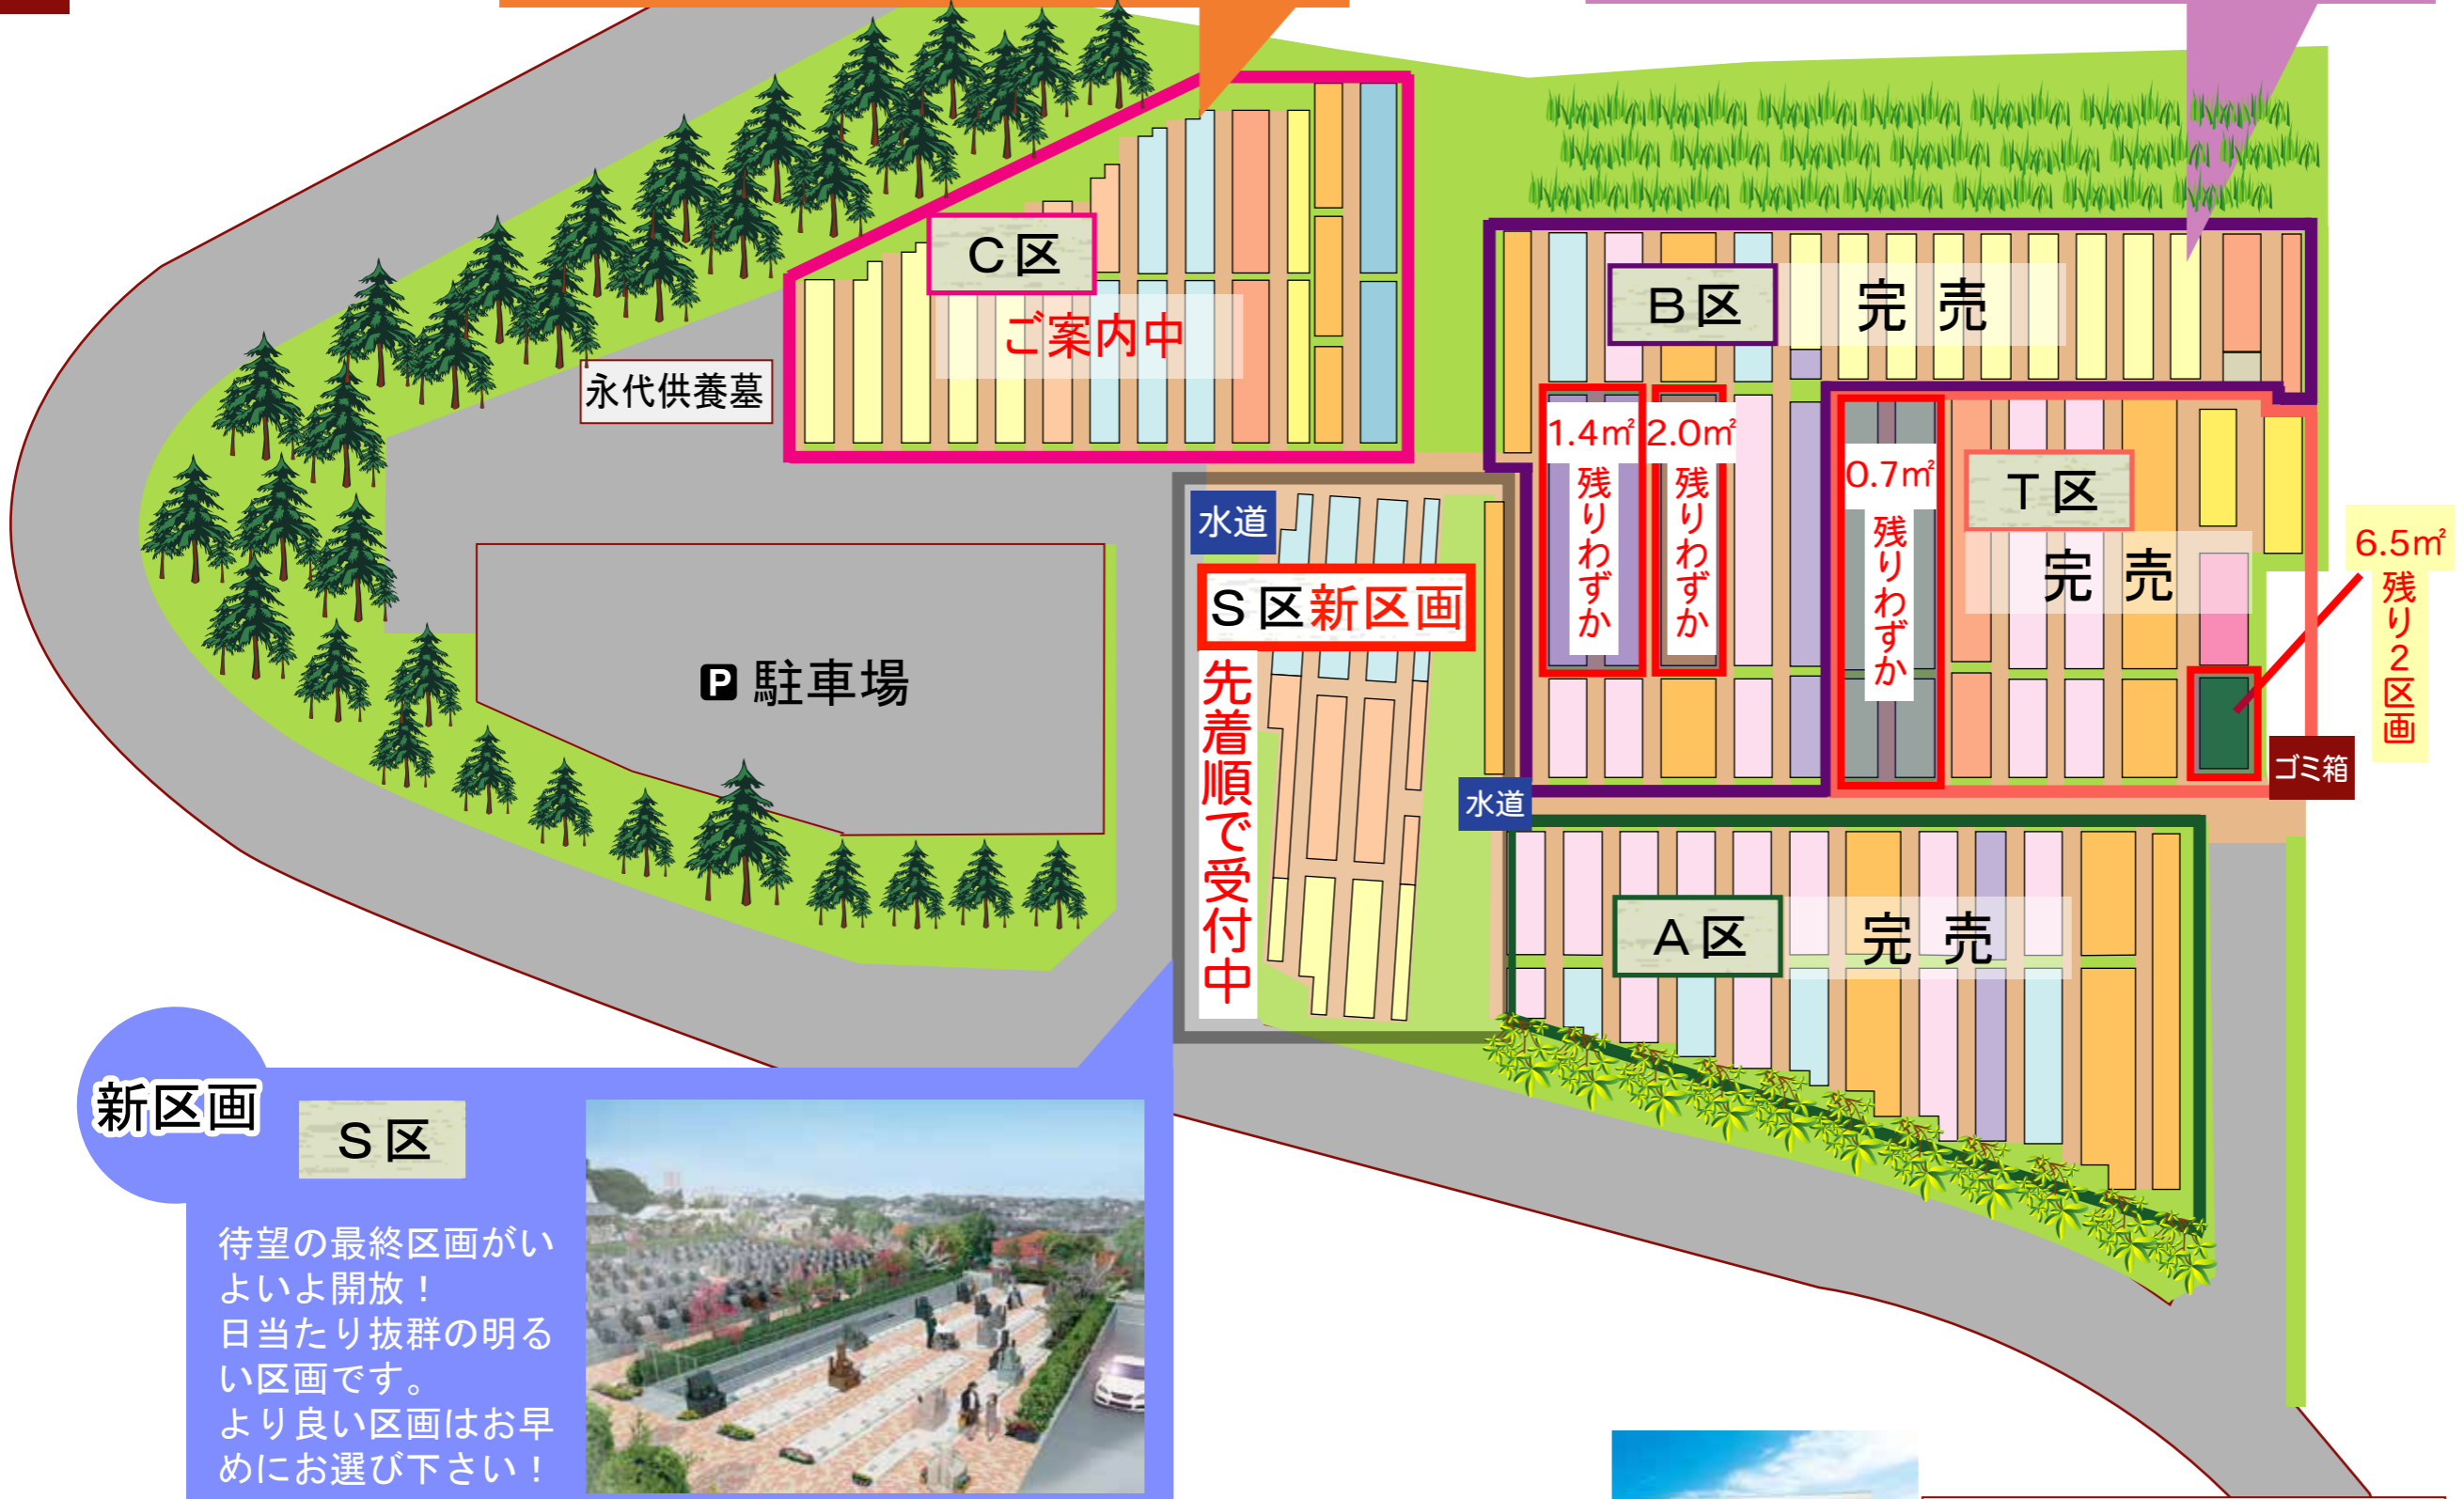 C区
ご案内中
永代供養墓
B区 完売
1.4㎡
残りわずか
2.0㎡
残りわずか
0.7㎡
残りわずか
T区
完売
6.5㎡
残り2区画
水道
S区新区画
先着順で受付中
P 駐車場
ゴミ箱
水道
A区 完売
新区画
S区
待望の最終区画がい
よいよ開放！
日当たり抜群の明る
い区画です。
より良い区画はお早
めにお選び下さい！